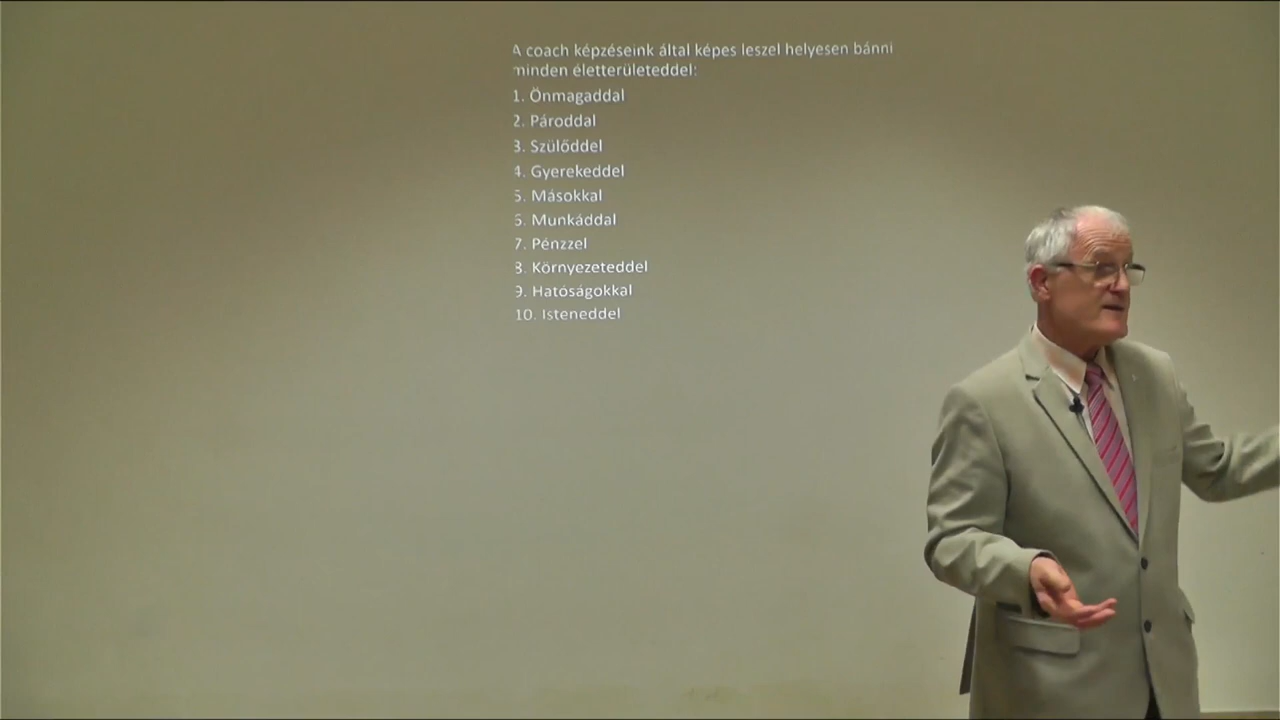 A coach képzéseink által képes leszel helyesen bánni
minden életterületeddel:
1. Önmagaddal
2. Pároddal
3. Szülőddel
4. Gyerekeddel
5. Másokkal
6. Munkáddal
7. Pénzzel
8. Környezeteddel
9. Hatóságokkal
10. Isteneddel